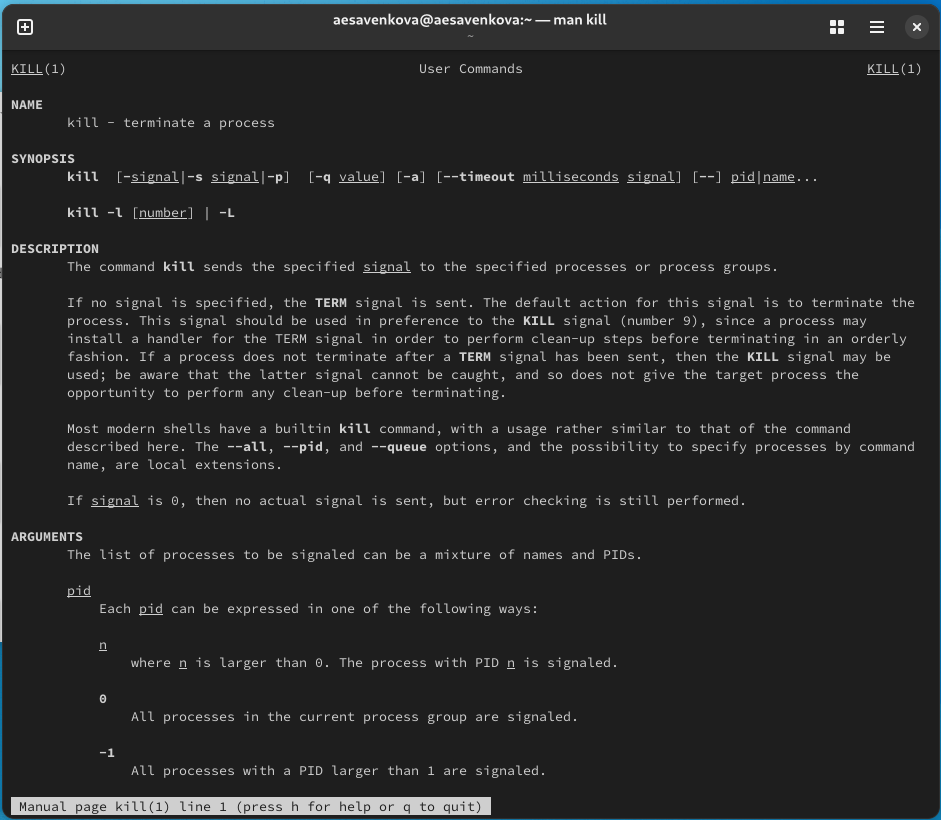 aesavenkova@aesavenkova:~ — man kill
~
KILL(1) User Commands KILL(1)
NAME
kill - terminate a process
SYNOPSIS
kill [-signal|-s signal|-p] [-q value] [-a] [--timeout milliseconds signal] [--] pid|name...
kill -l [number] | -L
DESCRIPTION
The command kill sends the specified signal to the specified processes or process groups.
If no signal is specified, the TERM signal is sent. The default action for this signal is to terminate the
process. This signal should be used in preference to the KILL signal (number 9), since a process may
install a handler for the TERM signal in order to perform clean-up steps before terminating in an orderly
fashion. If a process does not terminate after a TERM signal has been sent, then the KILL signal may be
used; be aware that the latter signal cannot be caught, and so does not give the target process the
opportunity to perform any clean-up before terminating.
Most modern shells have a builtin kill command, with a usage rather similar to that of the command
described here. The --all, --pid, and --queue options, and the possibility to specify processes by command
name, are local extensions.
If signal is 0, then no actual signal is sent, but error checking is still performed.
ARGUMENTS
The list of processes to be signaled can be a mixture of names and PIDs.
pid
Each pid can be expressed in one of the following ways:
n
where n is larger than 0. The process with PID n is signaled.
0
All processes in the current process group are signaled.
-1
All processes with a PID larger than 1 are signaled.
Manual page kill(1) line 1 (press h for help or q to quit)